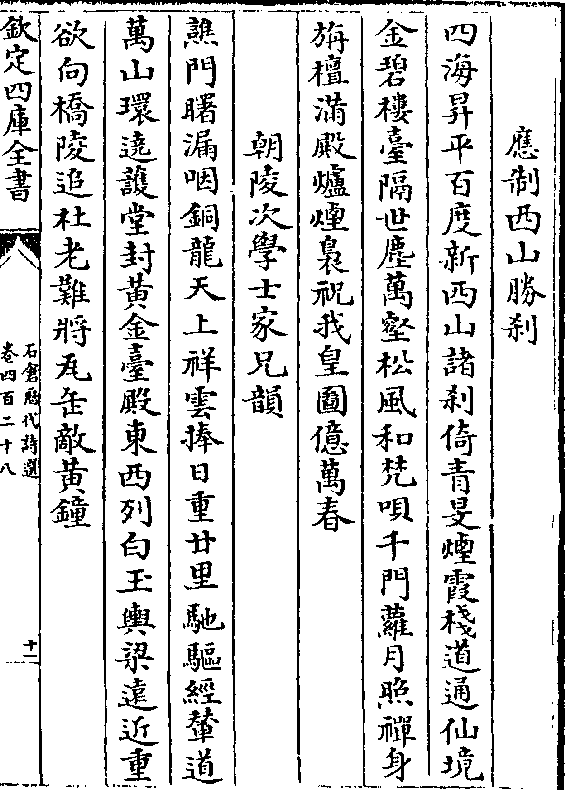 應制西山勝刹
四海昇平百度新西山諸刹倚青旻煙霞棧道通仙境
金碧樓臺隔世塵萬壑松風和梵唄千門蘿月照禪身
旃檀滿殿爐煙裊祝我皇圖億萬春
朝陵次學士家兄韻
譙門曙漏咽銅龍天上祥雲捧日重廿里馳驅經輦道
萬山環遶護堂封黃金臺殿東西列白玉輿梁遠近重
欲向橋陵追杜老難將瓦缶敵黃鐘
欽定四庫全書
石倉歴代詩選
卷四百二十八
十一